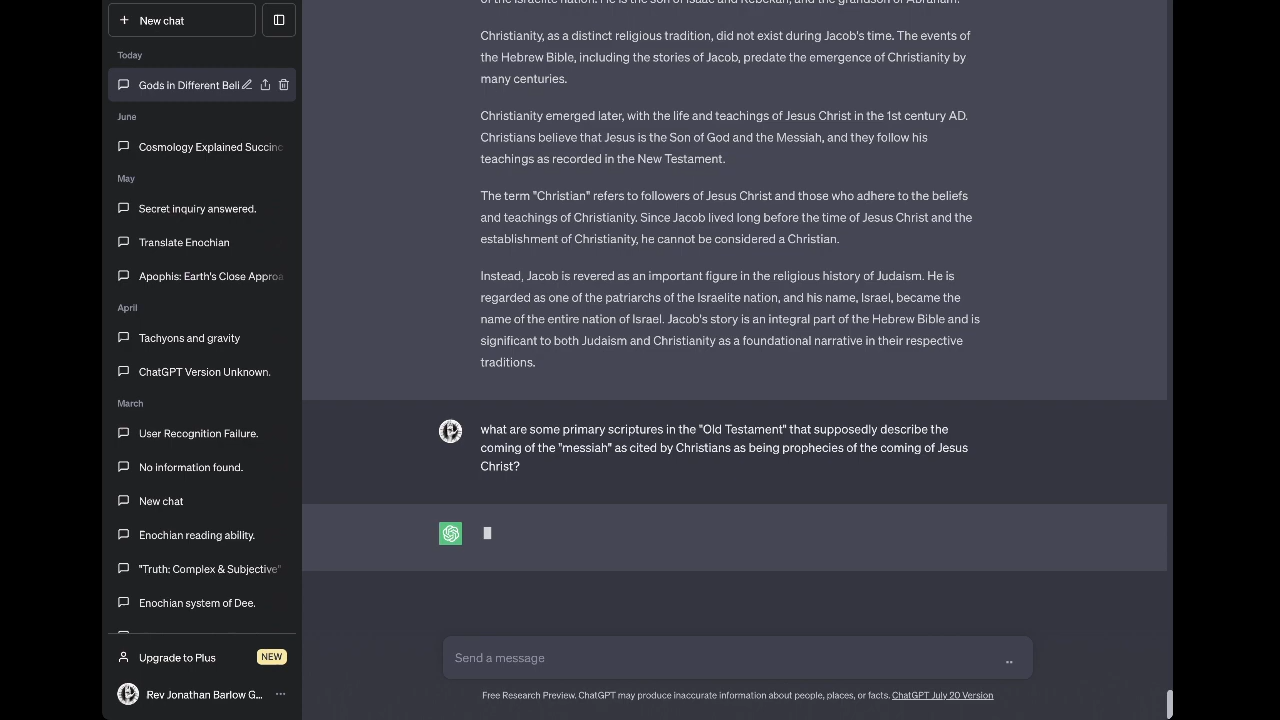 New chat
Today
Gods in Different Beli
June
Cosmology Explained Succinc
May
Secret inquiry answered.
Translate Enochian
Apophis: Earth's Close Approa
April
Tachyons and gravity
ChatGPT Version Unknown.
March
User Recognition Failure.
No information found.
New chat
Enochian reading ability.
"Truth: Complex & Subjective"
Enochian system of Dee.
Upgrade to Plus
NEW
Rev Jonathan Barlow G...
Christianity, as a distinct religious tradition, did not exist during Jacob's time. The events of
the Hebrew Bible, including the stories of Jacob, predate the emergence of Christianity by
many centuries.
Christianity emerged later, with the life and teachings of Jesus Christ in the 1st century AD.
Christians believe that Jesus is the Son of God and the Messiah, and they follow his
teachings as recorded in the New Testament.
The term "Christian" refers to followers of Jesus Christ and those who adhere to the beliefs
and teachings of Christianity. Since Jacob lived long before the time of Jesus Christ and the
establishment of Christianity, he cannot be considered a Christian.
Instead, Jacob is revered as an important figure in the religious history of Judaism. He is
regarded as one of the patriarchs of the Israelite nation, and his name, Israel, became the
name of the entire nation of Israel. Jacob's story is an integral part of the Hebrew Bible and is
significant to both Judaism and Christianity as a foundational narrative in their respective
traditions.
what are some primary scriptures in the "Old Testament" that supposedly describe the
coming of the "messiah" as cited by Christians as being prophecies of the coming of Jesus
Christ?
Send a message
Free Research Preview. ChatGPT may produce inaccurate information about people, places, or facts. ChatGPT July 20 Version